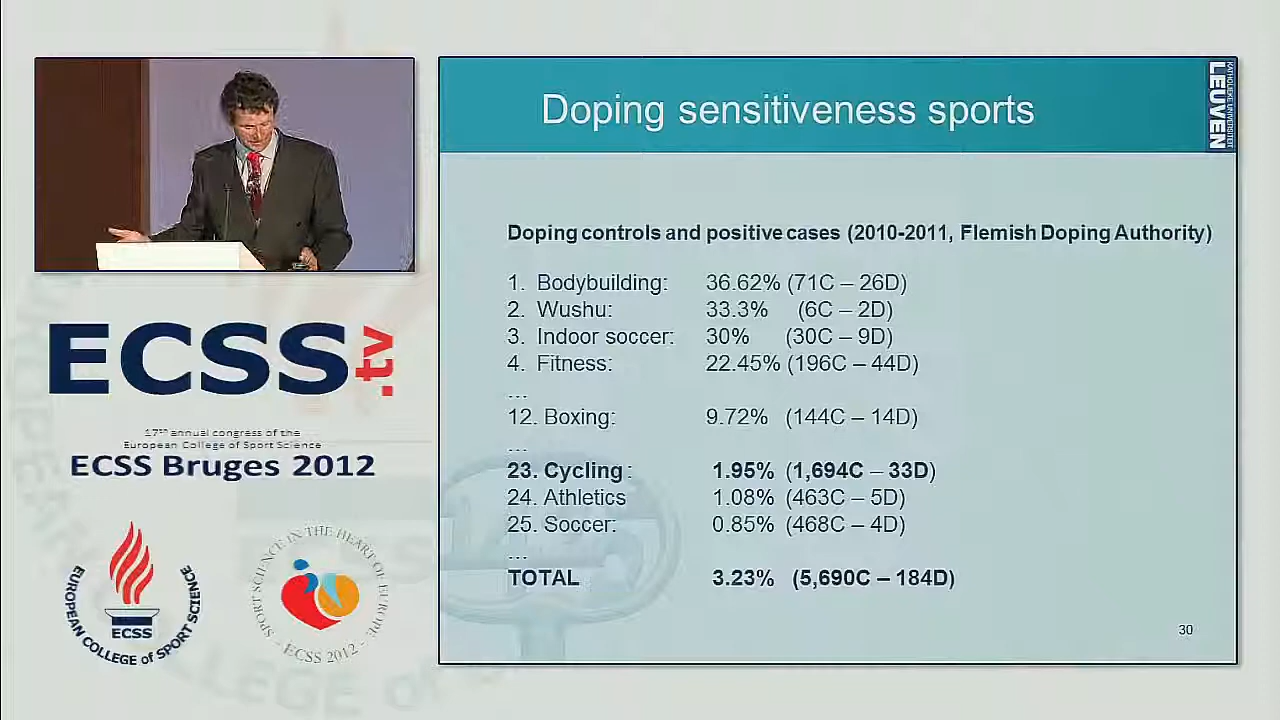 Doping sensitiveness sports
KATHOLIEKE UNIVERSITEIT
LEUVEN
Doping controls and positive cases (2010-2011, Flemish Doping Authority)
1. Bodybuilding: 36.62% (71C – 26D)
2. Wushu: 33.3% (6C – 2D)
3. Indoor soccer: 30% (30C – 9D)
4. Fitness: 22.45% (196C – 44D)
...
12. Boxing: 9.72% (144C – 14D)
...
23. Cycling: 1.95% (1,694C – 33D)
24. Athletics 1.08% (463C – 5D)
25. Soccer: 0.85% (468C – 4D)
...
TOTAL 3.23% (5,690C – 184D)
30
ECSS.tv
17th annual congress of the
European College of Sport Science
ECSS Bruges 2012
EUROPEAN COLLEGE of SPORT SCIENCE
ECSS
SPORT SCIENCE IN THE HEART OF EUROPE
- ECSS 2012 -